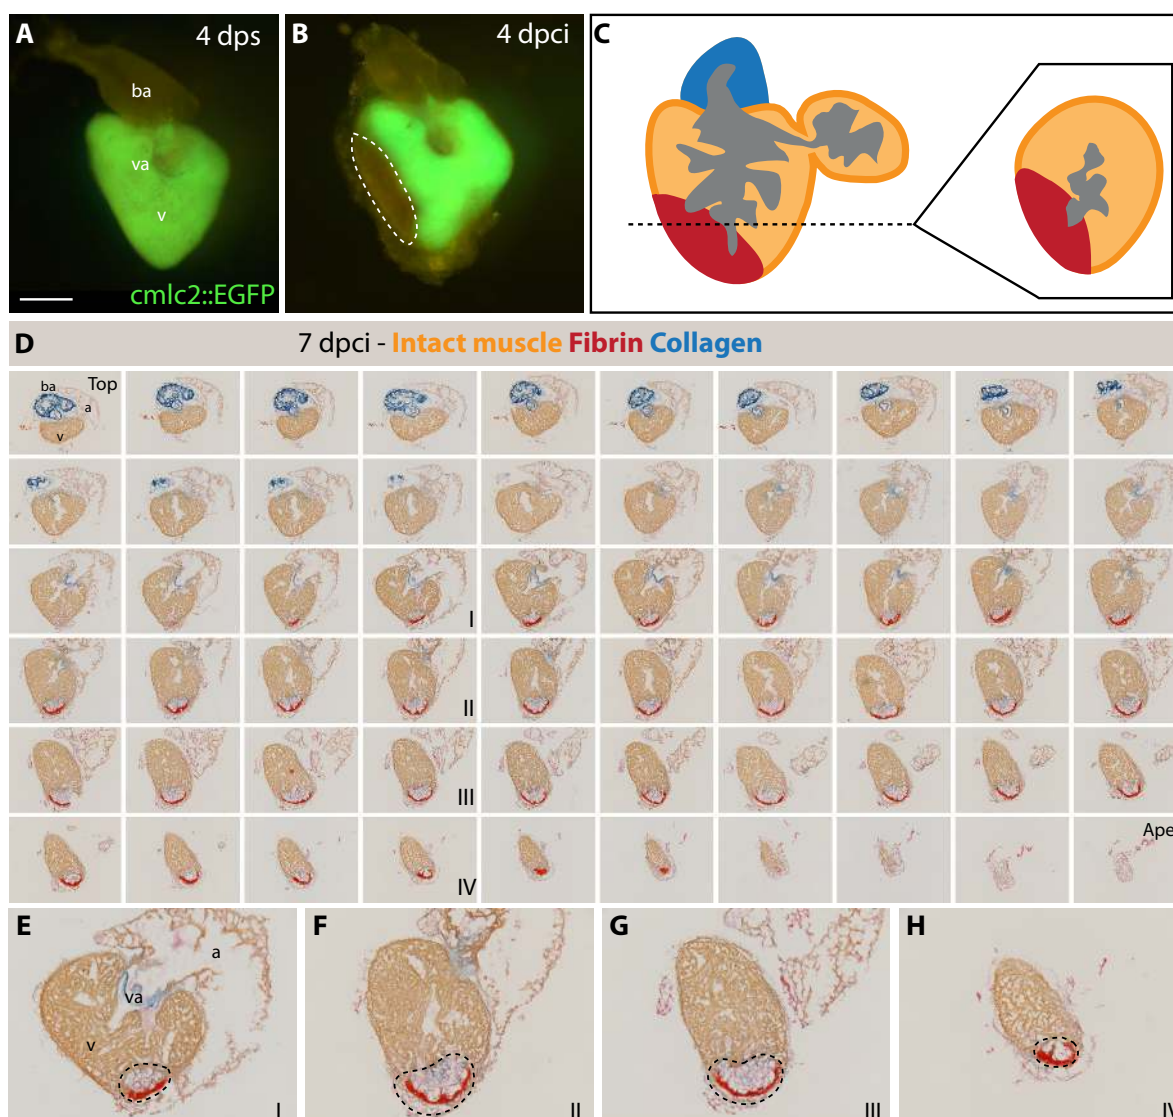 A
4 dps
ba
va
v
cmlc2::EGFP
B
4 dpci
C
D
7 dpci - Intact muscle Fibrin Collagen
ba
Top
a
v
I
II
III
IV
Ape
E
a
va
v
I
F
II
G
III
H
IV